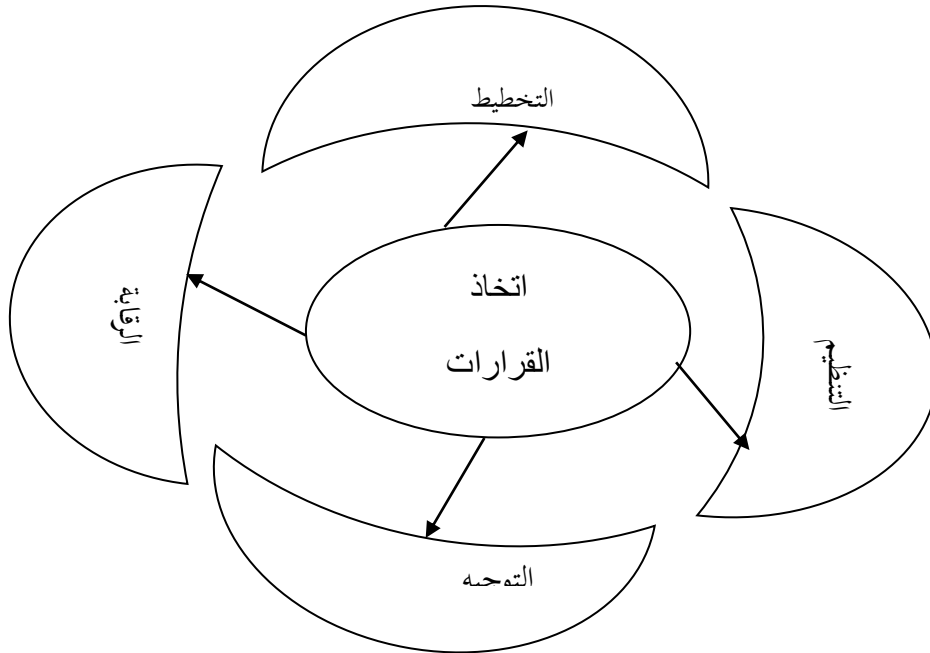 التخطيط
اتخاذ
القرارات
التنظيم
التوجيه
الرقابة